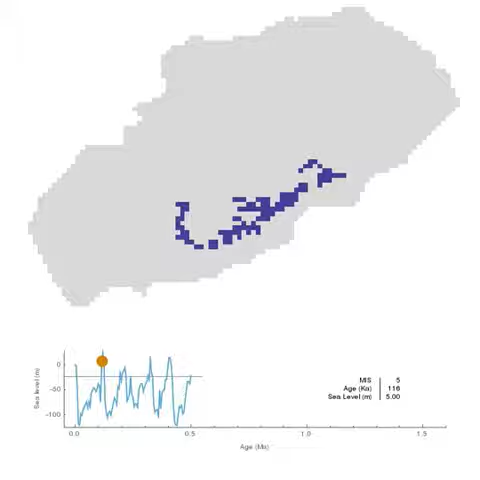 MIS 5
Age (Ka) 116
Sea Level (m) 5.00
Sea level (m)
0
-50
-100
0.0 0.5 1.0 1.5
Age (Ma)